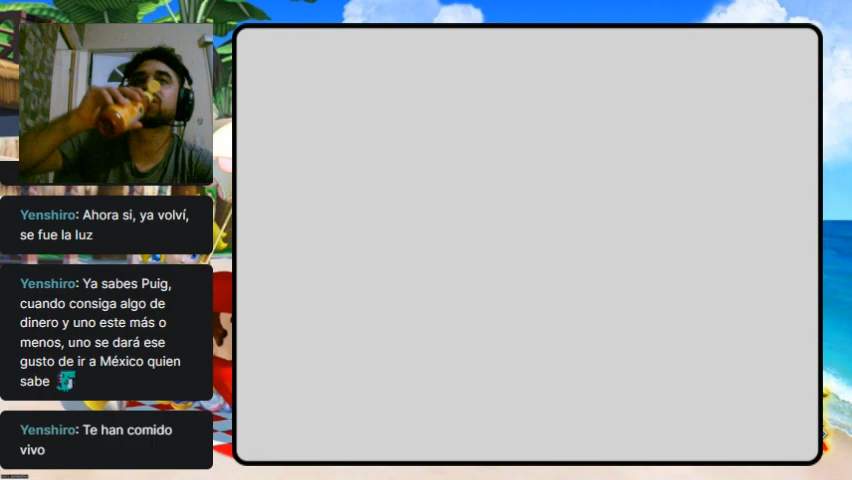 Yenshiro: Ahora si, ya volví,
se fue la luz
Yenshiro: Ya sabes Puig,
cuando consiga algo de
dinero y uno este más o
menos, uno se dará ese
gusto de ir a México quien
sabe
Yenshiro: Te han comido
vivo